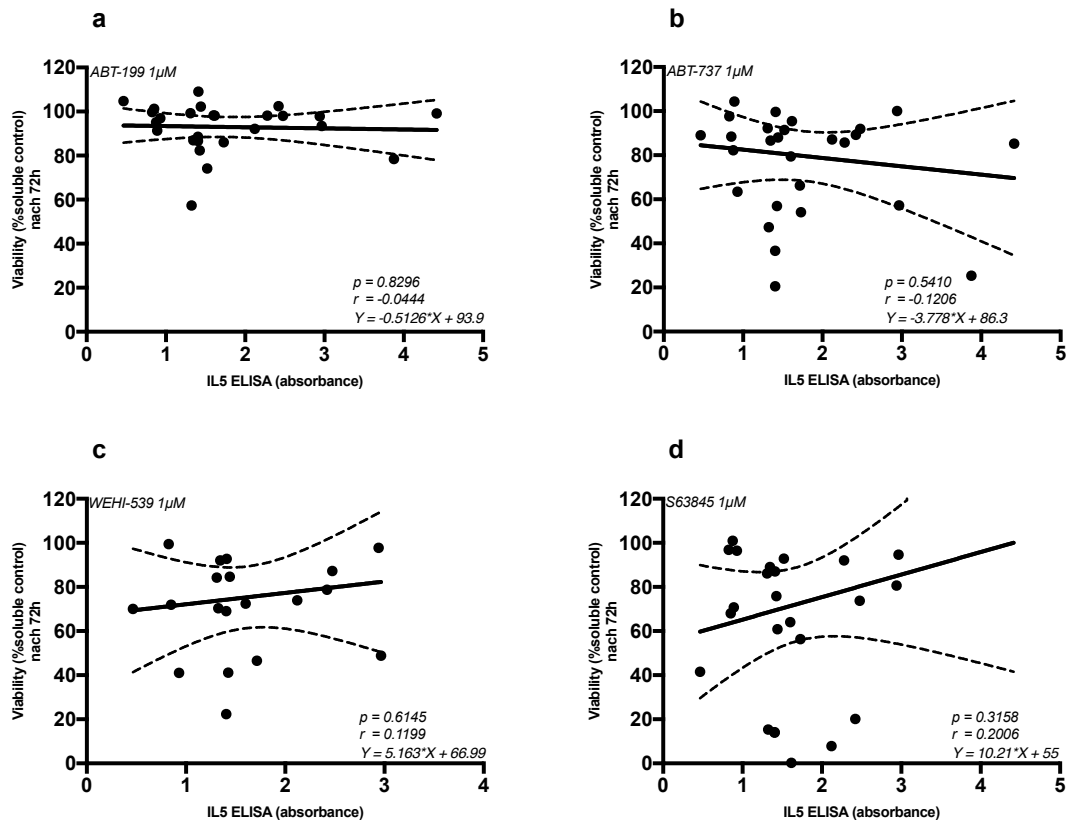 a
ABT-199 1µM
120
100
80
60
40
20
0
0 1 2 3 4 5
Viability (%soluble control)
nach 72h
IL5 ELISA (absorbance)
p = 0.8296
r = -0.0444
Y = -0.5126*X + 93.9
b
ABT-737 1µM
120
100
80
60
40
20
0
0 1 2 3 4 5
Viability (%soluble control)
nach 72h
IL5 ELISA (absorbance)
p = 0.5410
r = -0.1206
Y = -3.778*X + 86.3
c
WEHI-539 1µM
120
100
80
60
40
20
0
0 1 2 3 4
Viability (%soluble control)
nach 72h
IL5 ELISA (absorbance)
p = 0.6145
r = 0.1199
Y = 5.163*X + 66.99
d
S63845 1µM
120
100
80
60
40
20
0
0 1 2 3 4 5
Viability (%soluble control)
nach 72h
IL5 ELISA (absorbance)
p = 0.3158
r = 0.2006
Y = 10.21*X + 55